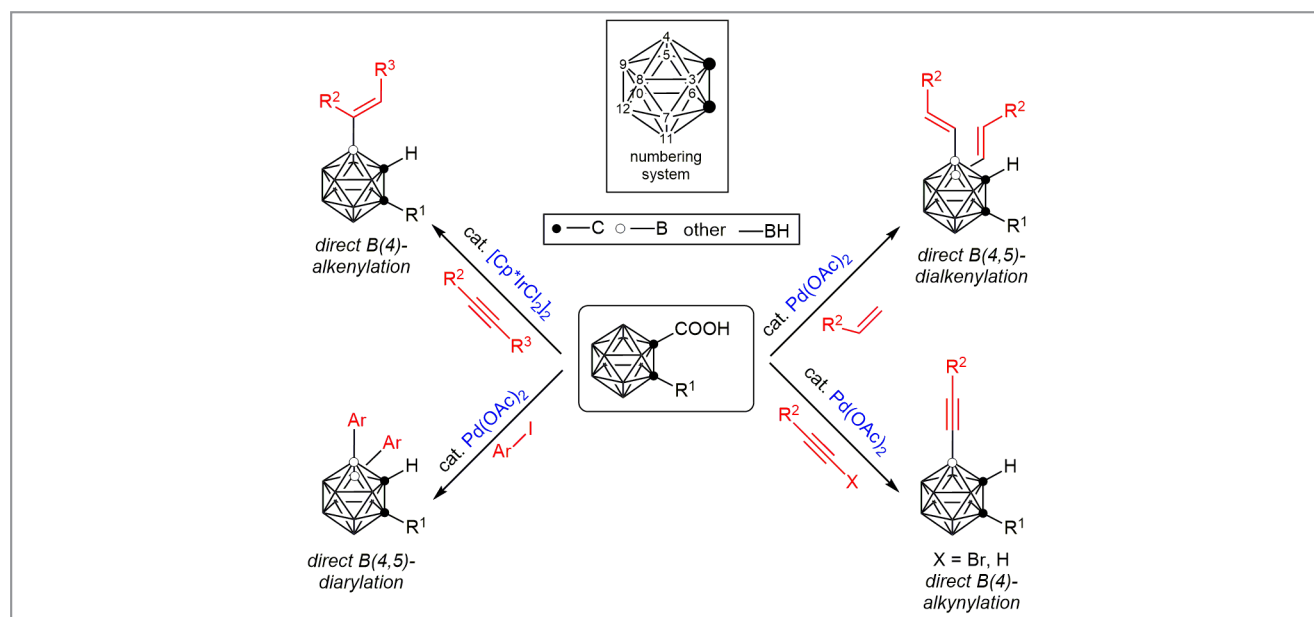 4
9
5
8
3
10
6
12
7
11
numbering
system
R³
R²
H
R¹
direct B(4)-
alkenylation
cat. [Cp*IrCl₂]₂
R²
R³
C
B
other
BH
R²
R²
H
R¹
direct B(4,5)-
dialkenylation
cat. Pd(OAc)₂
R²
COOH
R¹
Ar
Ar
H
R¹
direct B(4,5)-
diarylation
cat. Pd(OAc)₂
Ar
I
cat. Pd(OAc)₂
R²
X
R²
H
R¹
X = Br, H
direct B(4)-
alkynylation